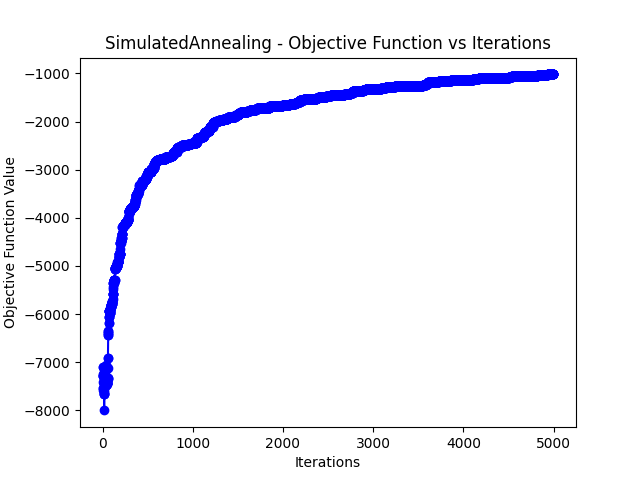 SimulatedAnnealing - Objective Function vs Iterations
−1000
−2000
−3000
−4000
−5000
−6000
−7000
−8000
Objective Function Value
0 1000 2000 3000 4000 5000
Iterations